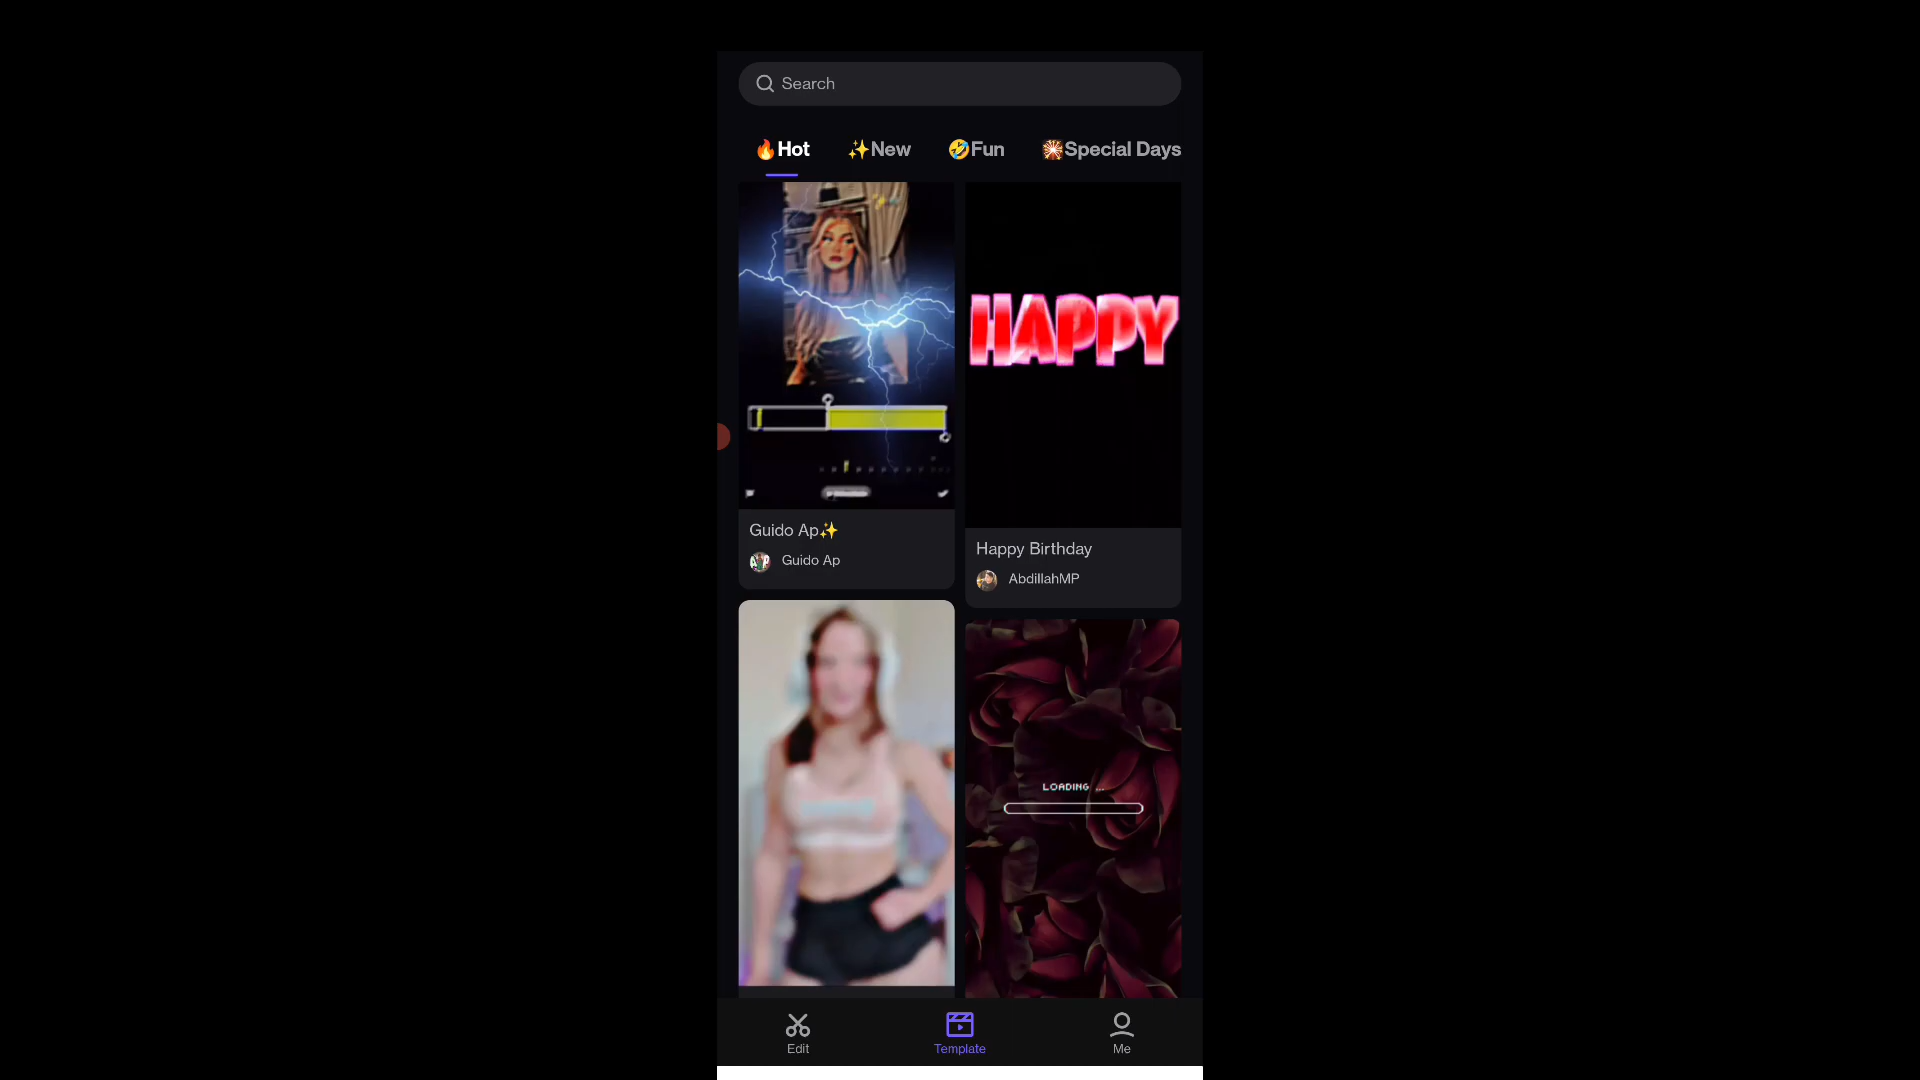 Search
🔥Hot
✨New
🤣Fun
🎇Special Days
HAPPY
Guido Ap✨
Guido Ap
Happy Birthday
AbdillahMP
LOADING ...
Edit
Template
Me